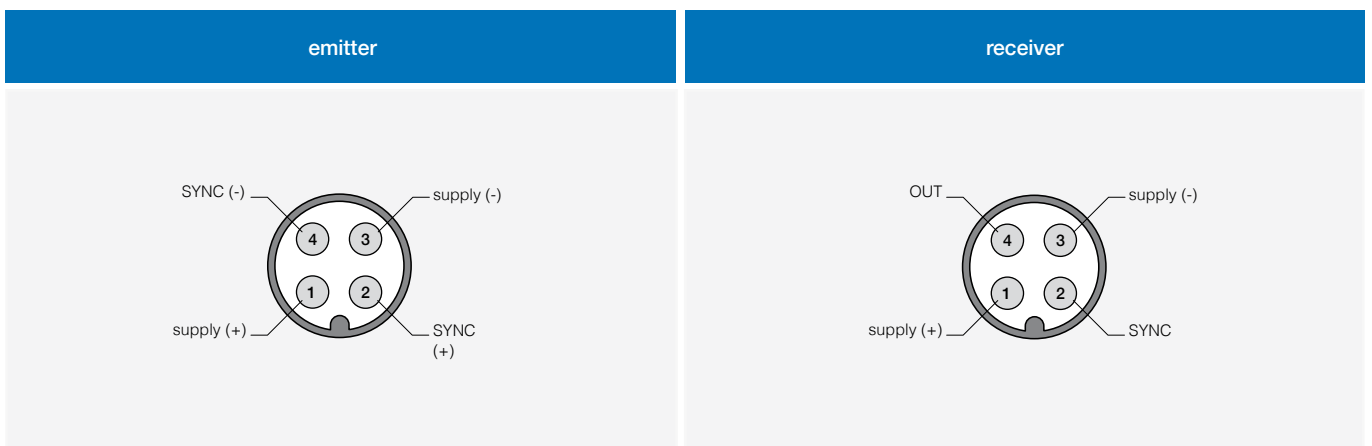 emitter
receiver
SYNC (-)
supply (-)
4
3
1
2
supply (+)
SYNC
(+)
OUT
supply (-)
4
3
1
2
supply (+)
SYNC